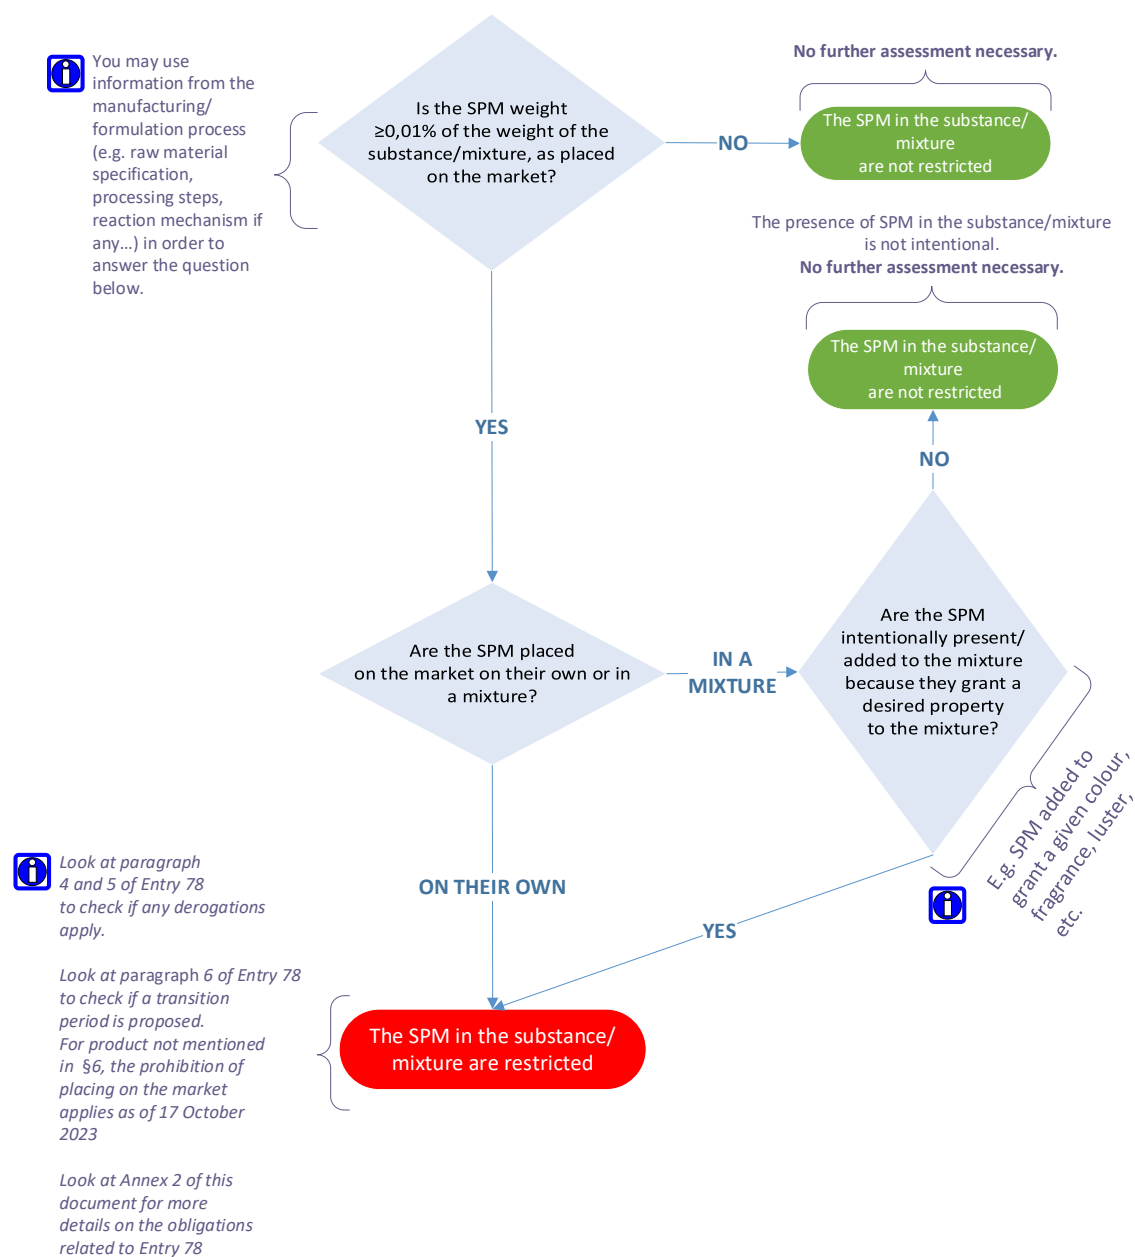 You may use
information from the
manufacturing/
formulation process
(e.g. raw material
specification,
processing steps,
reaction mechanism if
any…) in order to
answer the question
below.
Is the SPM weight
≥0,01% of the weight of the
substance/mixture, as placed
on the market?
NO
No further assessment necessary.
The SPM in the substance/
mixture
are not restricted
The presence of SPM in the substance/mixture
is not intentional.
No further assessment necessary.
The SPM in the substance/
mixture
are not restricted
NO
YES
Are the SPM placed
on the market on their own or in
a mixture?
IN A
MIXTURE
Are the SPM
intentionally present/
added to the mixture
because they grant a
desired property
to the mixture?
E.g. SPM added to
grant a given colour,
fragrance, luster,
etc.
ON THEIR OWN
YES
Look at paragraph
4 and 5 of Entry 78
to check if any derogations
apply.
Look at paragraph 6 of Entry 78
to check if a transition
period is proposed.
For product not mentioned
in §6, the prohibition of
placing on the market
applies as of 17 October
2023
Look at Annex 2 of this
document for more
details on the obligations
related to Entry 78
The SPM in the substance/
mixture are restricted